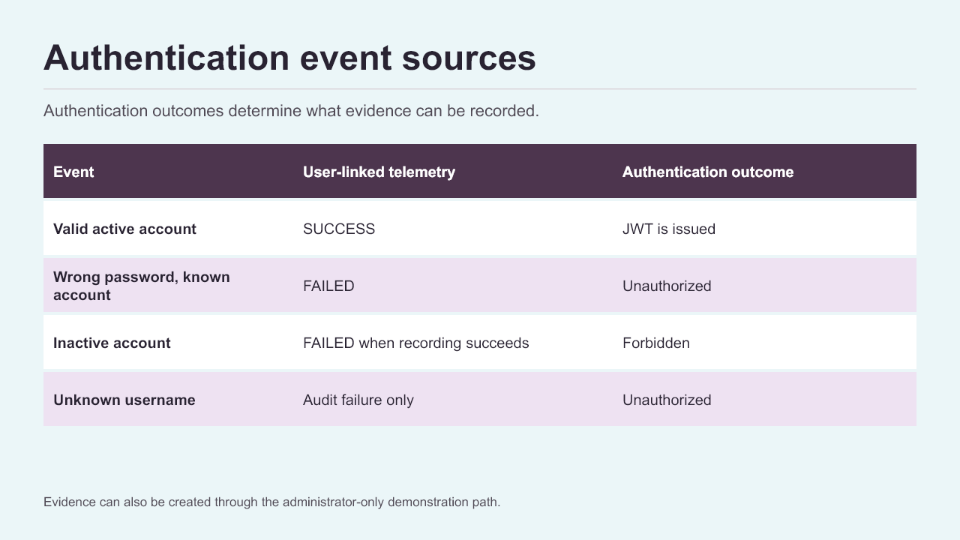 Authentication event sources
Authentication outcomes determine what evidence can be recorded.
Event User-linked telemetry Authentication outcome
Valid active account SUCCESS JWT is issued
Wrong password, known
account FAILED Unauthorized
Inactive account FAILED when recording succeeds Forbidden
Unknown username Audit failure only Unauthorized
Evidence can also be created through the administrator-only demonstration path.